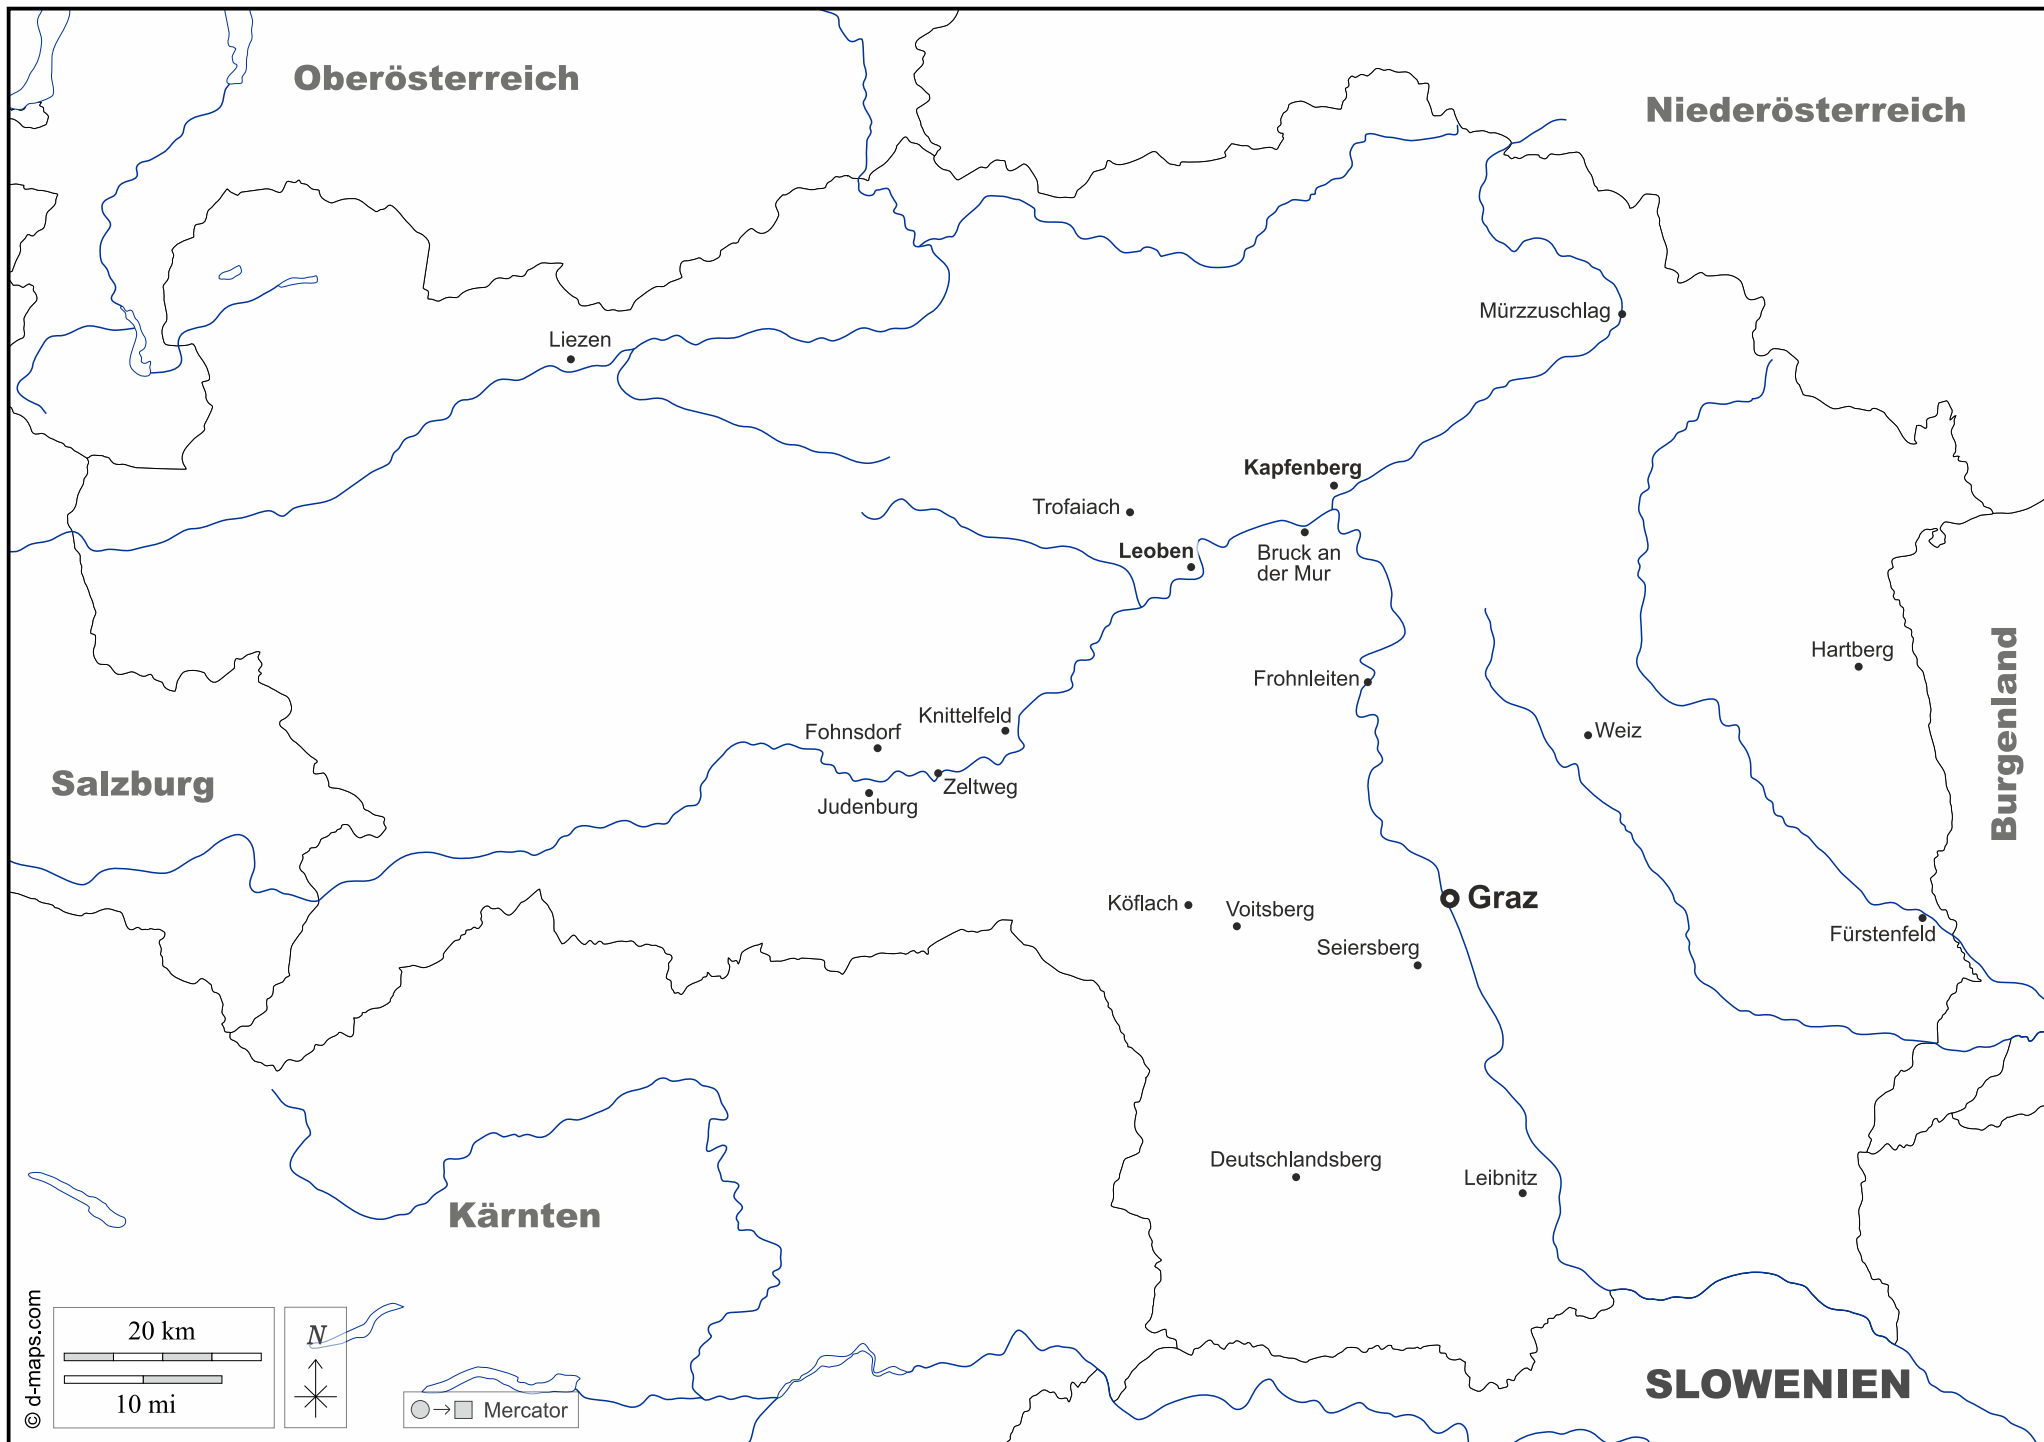 Oberösterreich
Niederösterreich
Mürzzuschlag
Liezen
Kapfenberg
Trofaiach
Leoben
Bruck an
der Mur
Hartberg
Burgenland
Frohnleiten
Knittelfeld
Fohnsdorf
Weiz
Salzburg
Zeltweg
Judenburg
Graz
Köflach
Voitsberg
Fürstenfeld
Seiersberg
Deutschlandsberg
Leibnitz
Kärnten
© d-maps.com
20 km
10 mi
N
Mercator
SLOWENIEN